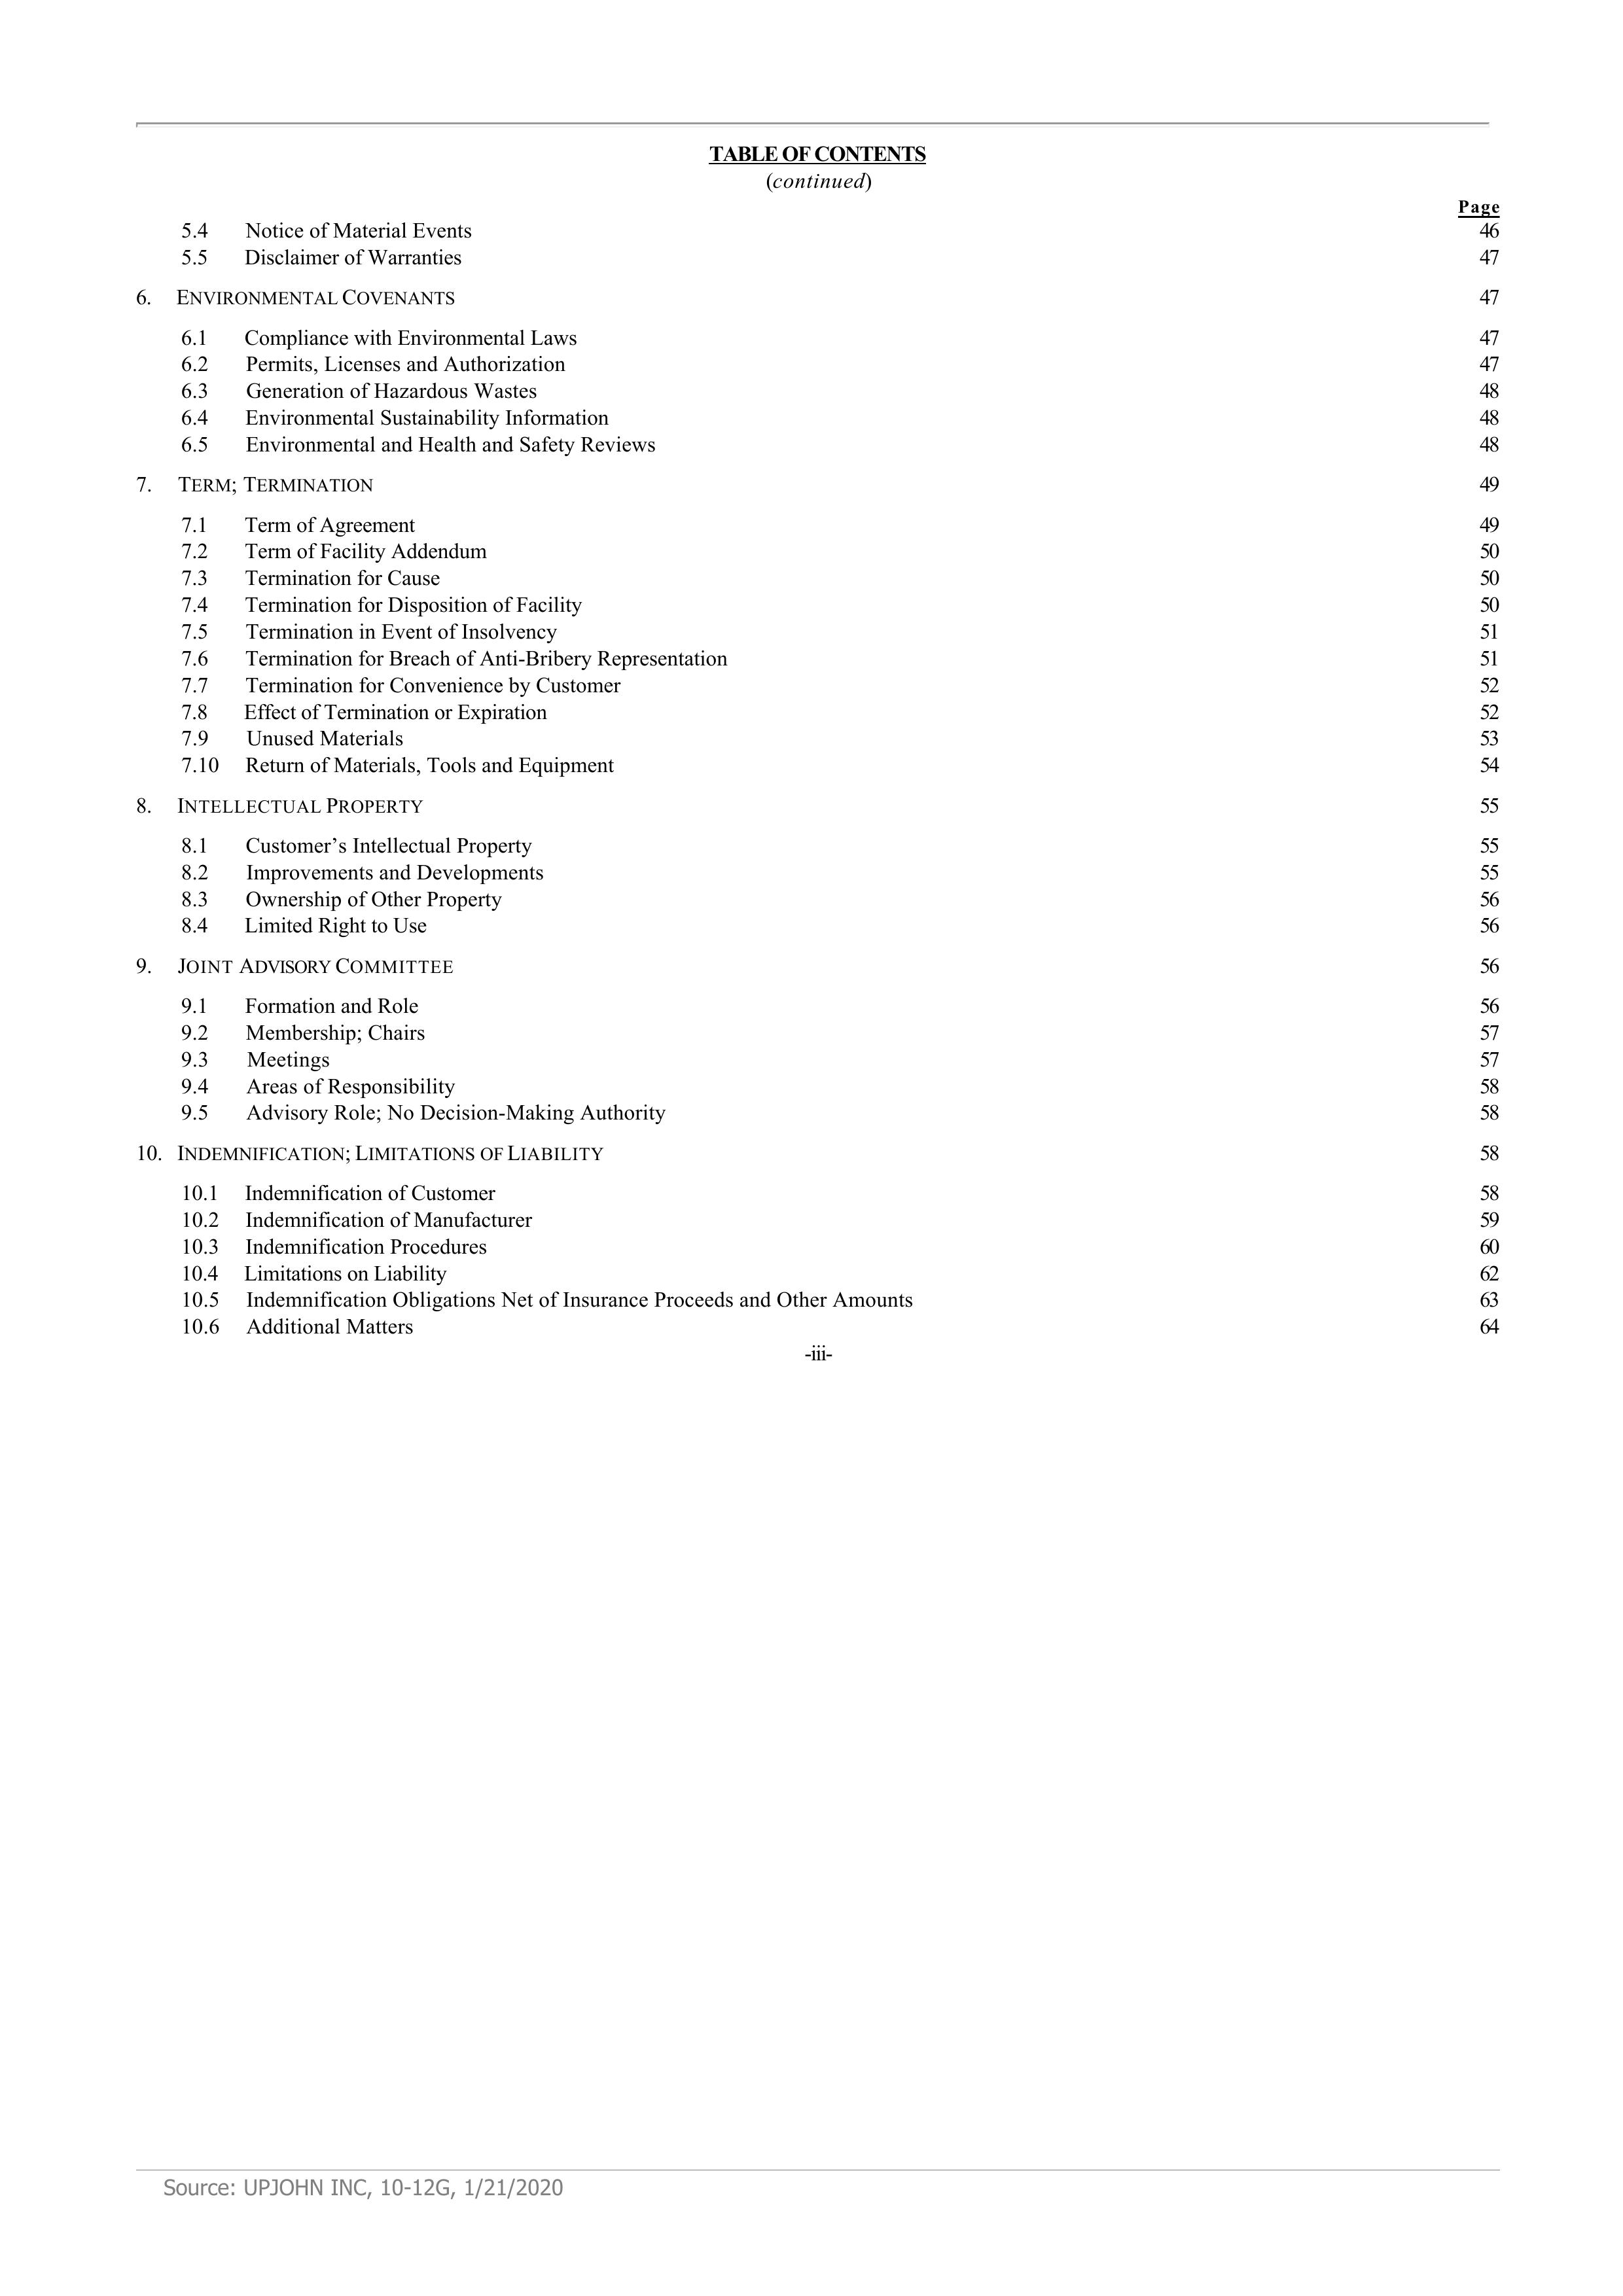 TABLE OF CONTENTS
(continued)
Page
5.4 Notice of Material Events 46
5.5 Disclaimer of Warranties 47
6. ENVIRONMENTAL COVENANTS 47
6.1 Compliance with Environmental Laws 47
6.2 Permits, Licenses and Authorization 47
6.3 Generation of Hazardous Wastes 48
6.4 Environmental Sustainability Information 48
6.5 Environmental and Health and Safety Reviews 48
7. TERM; TERMINATION 49
7.1 Term of Agreement 49
7.2 Term of Facility Addendum 50
7.3 Termination for Cause 50
7.4 Termination for Disposition of Facility 50
7.5 Termination in Event of Insolvency 51
7.6 Termination for Breach of Anti-Bribery Representation 51
7.7 Termination for Convenience by Customer 52
7.8 Effect of Termination or Expiration 52
7.9 Unused Materials 53
7.10 Return of Materials, Tools and Equipment 54
8. INTELLECTUAL PROPERTY 55
8.1 Customer’s Intellectual Property 55
8.2 Improvements and Developments 55
8.3 Ownership of Other Property 56
8.4 Limited Right to Use 56
9. JOINT ADVISORY COMMITTEE 56
9.1 Formation and Role 56
9.2 Membership; Chairs 57
9.3 Meetings 57
9.4 Areas of Responsibility 58
9.5 Advisory Role; No Decision-Making Authority 58
10. INDEMNIFICATION; LIMITATIONS OF LIABILITY 58
10.1 Indemnification of Customer 58
10.2 Indemnification of Manufacturer 59
10.3 Indemnification Procedures 60
10.4 Limitations on Liability 62
10.5 Indemnification Obligations Net of Insurance Proceeds and Other Amounts 63
10.6 Additional Matters 64
-iii-
Source: UPJOHN INC, 10-12G, 1/21/2020